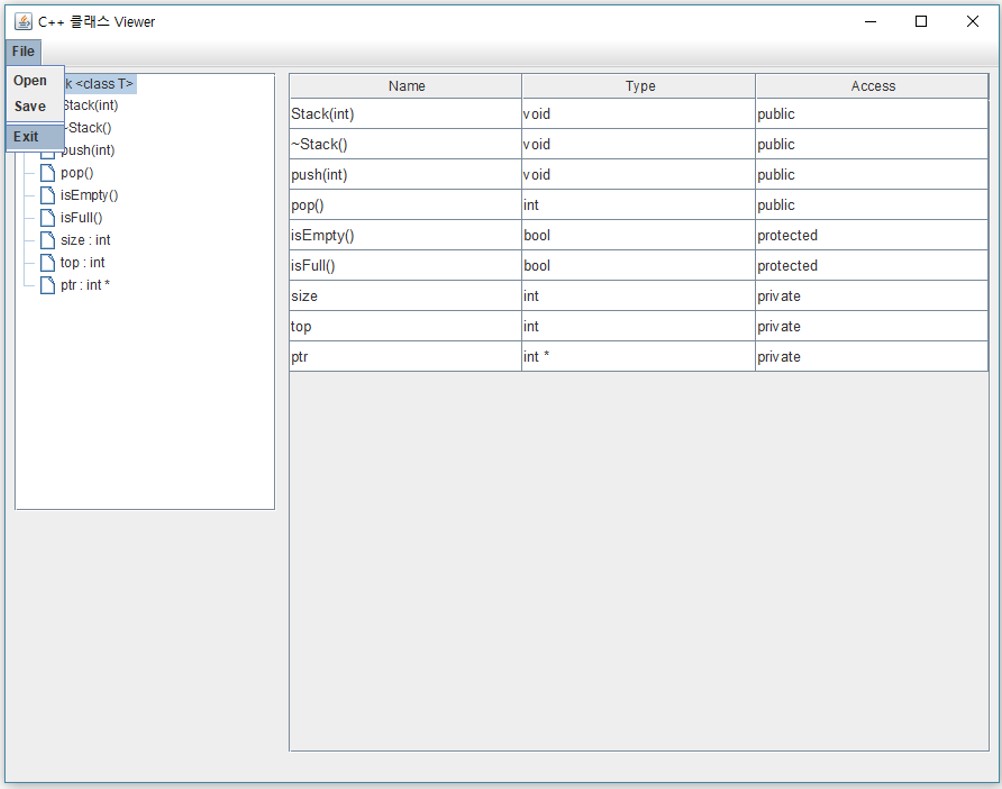 C++ 클래스 Viewer
File
Open
Save
Exit
k <class T>
Stack(int)
~Stack()
push(int)
pop()
isEmpty()
isFull()
size : int
top : int
ptr : int *
Name Type Access
Stack(int) void public
~Stack() void public
push(int) void public
pop() int public
isEmpty() bool protected
isFull() bool protected
size int private
top int private
ptr int * private